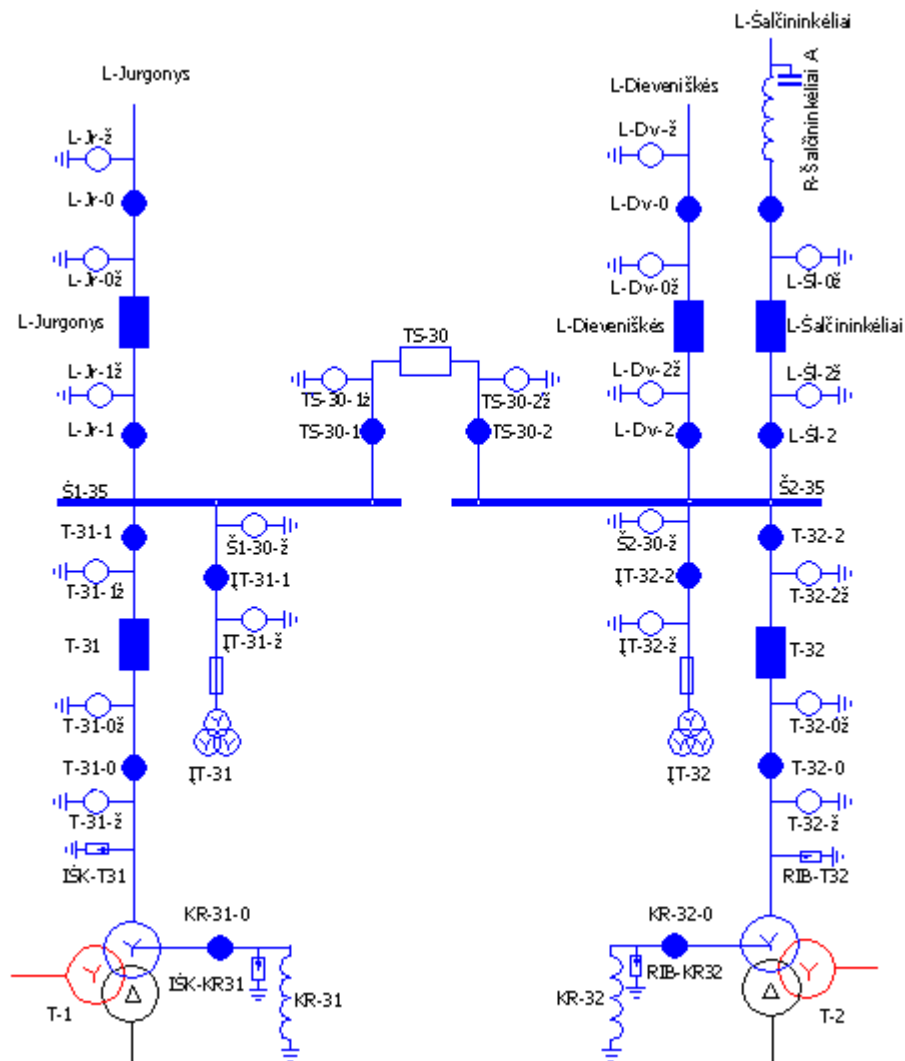 L-Šalčininkėliai
L-Jurgonys
L-Dieveniškės
R-Šalčininkėliai A
L-Jr-ž
L-Dv-ž
L-Jr-0
L-Dv-0
L-Jr-0ž
L-Dv-0ž
L-Šl-0ž
L-Jurgonys
TS-30
L-Dieveniškės
L-Šalčininkėliai
L-Jr-1ž
L-Dv-2ž
L-Šl-2ž
TS-30-1ž
TS-30-2ž
L-Jr-1
TS-30-1
TS-30-2
L-Dv-2
L-Šl-2
Š1-35
Š2-35
T-31-1
Š1-30-ž
Š2-30-ž
T-32-2
ĮT-31-1
ĮT-32-2
T-31-1ž
T-32-2ž
T-31
ĮT-31-ž
ĮT-32-ž
T-32
T-31-0ž
T-32-0ž
T-31-0
ĮT-31
ĮT-32
T-32-0
T-31-ž
T-32-ž
IŠK-T31
RIB-T32
KR-31-0
KR-32-0
IŠK-KR31
RIB-KR32
KR-31
KR-32
T-1
T-2